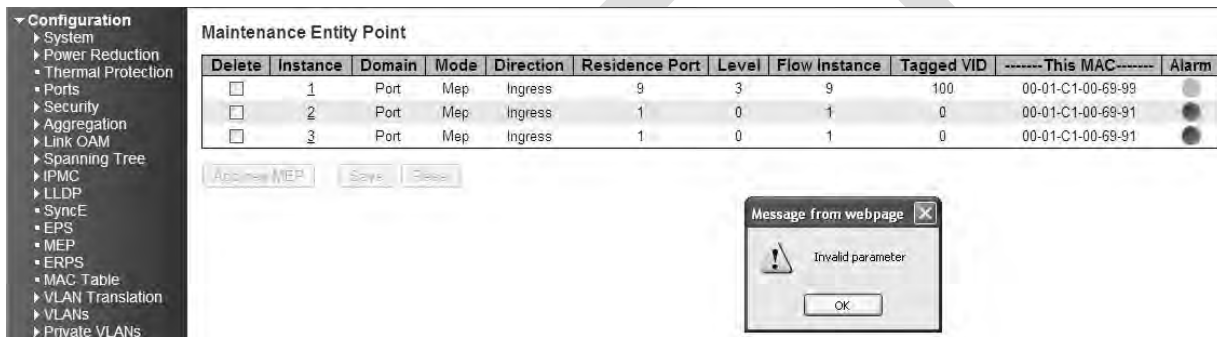 Configuration
System
Power Reduction
Thermal Protection
Ports
Security
Aggregation
Link OAM
Spanning Tree
IPMC
LLDP
SyncE
EPS
MEP
ERPS
MAC Table
VLAN Translation
VLANs
Private VLANs
Maintenance Entity Point
Delete Instance Domain Mode Direction Residence Port Level Flow Instance Tagged VID -------This MAC------- Alarm
1 Port Mep Ingress 9 3 9 100 00-01-C1-00-69-99
2 Port Mep Ingress 1 0 1 0 00-01-C1-00-69-91
3 Port Mep Ingress 1 0 1 0 00-01-C1-00-69-91
Add new MEP Save Reset
Message from webpage
Invalid parameter
OK